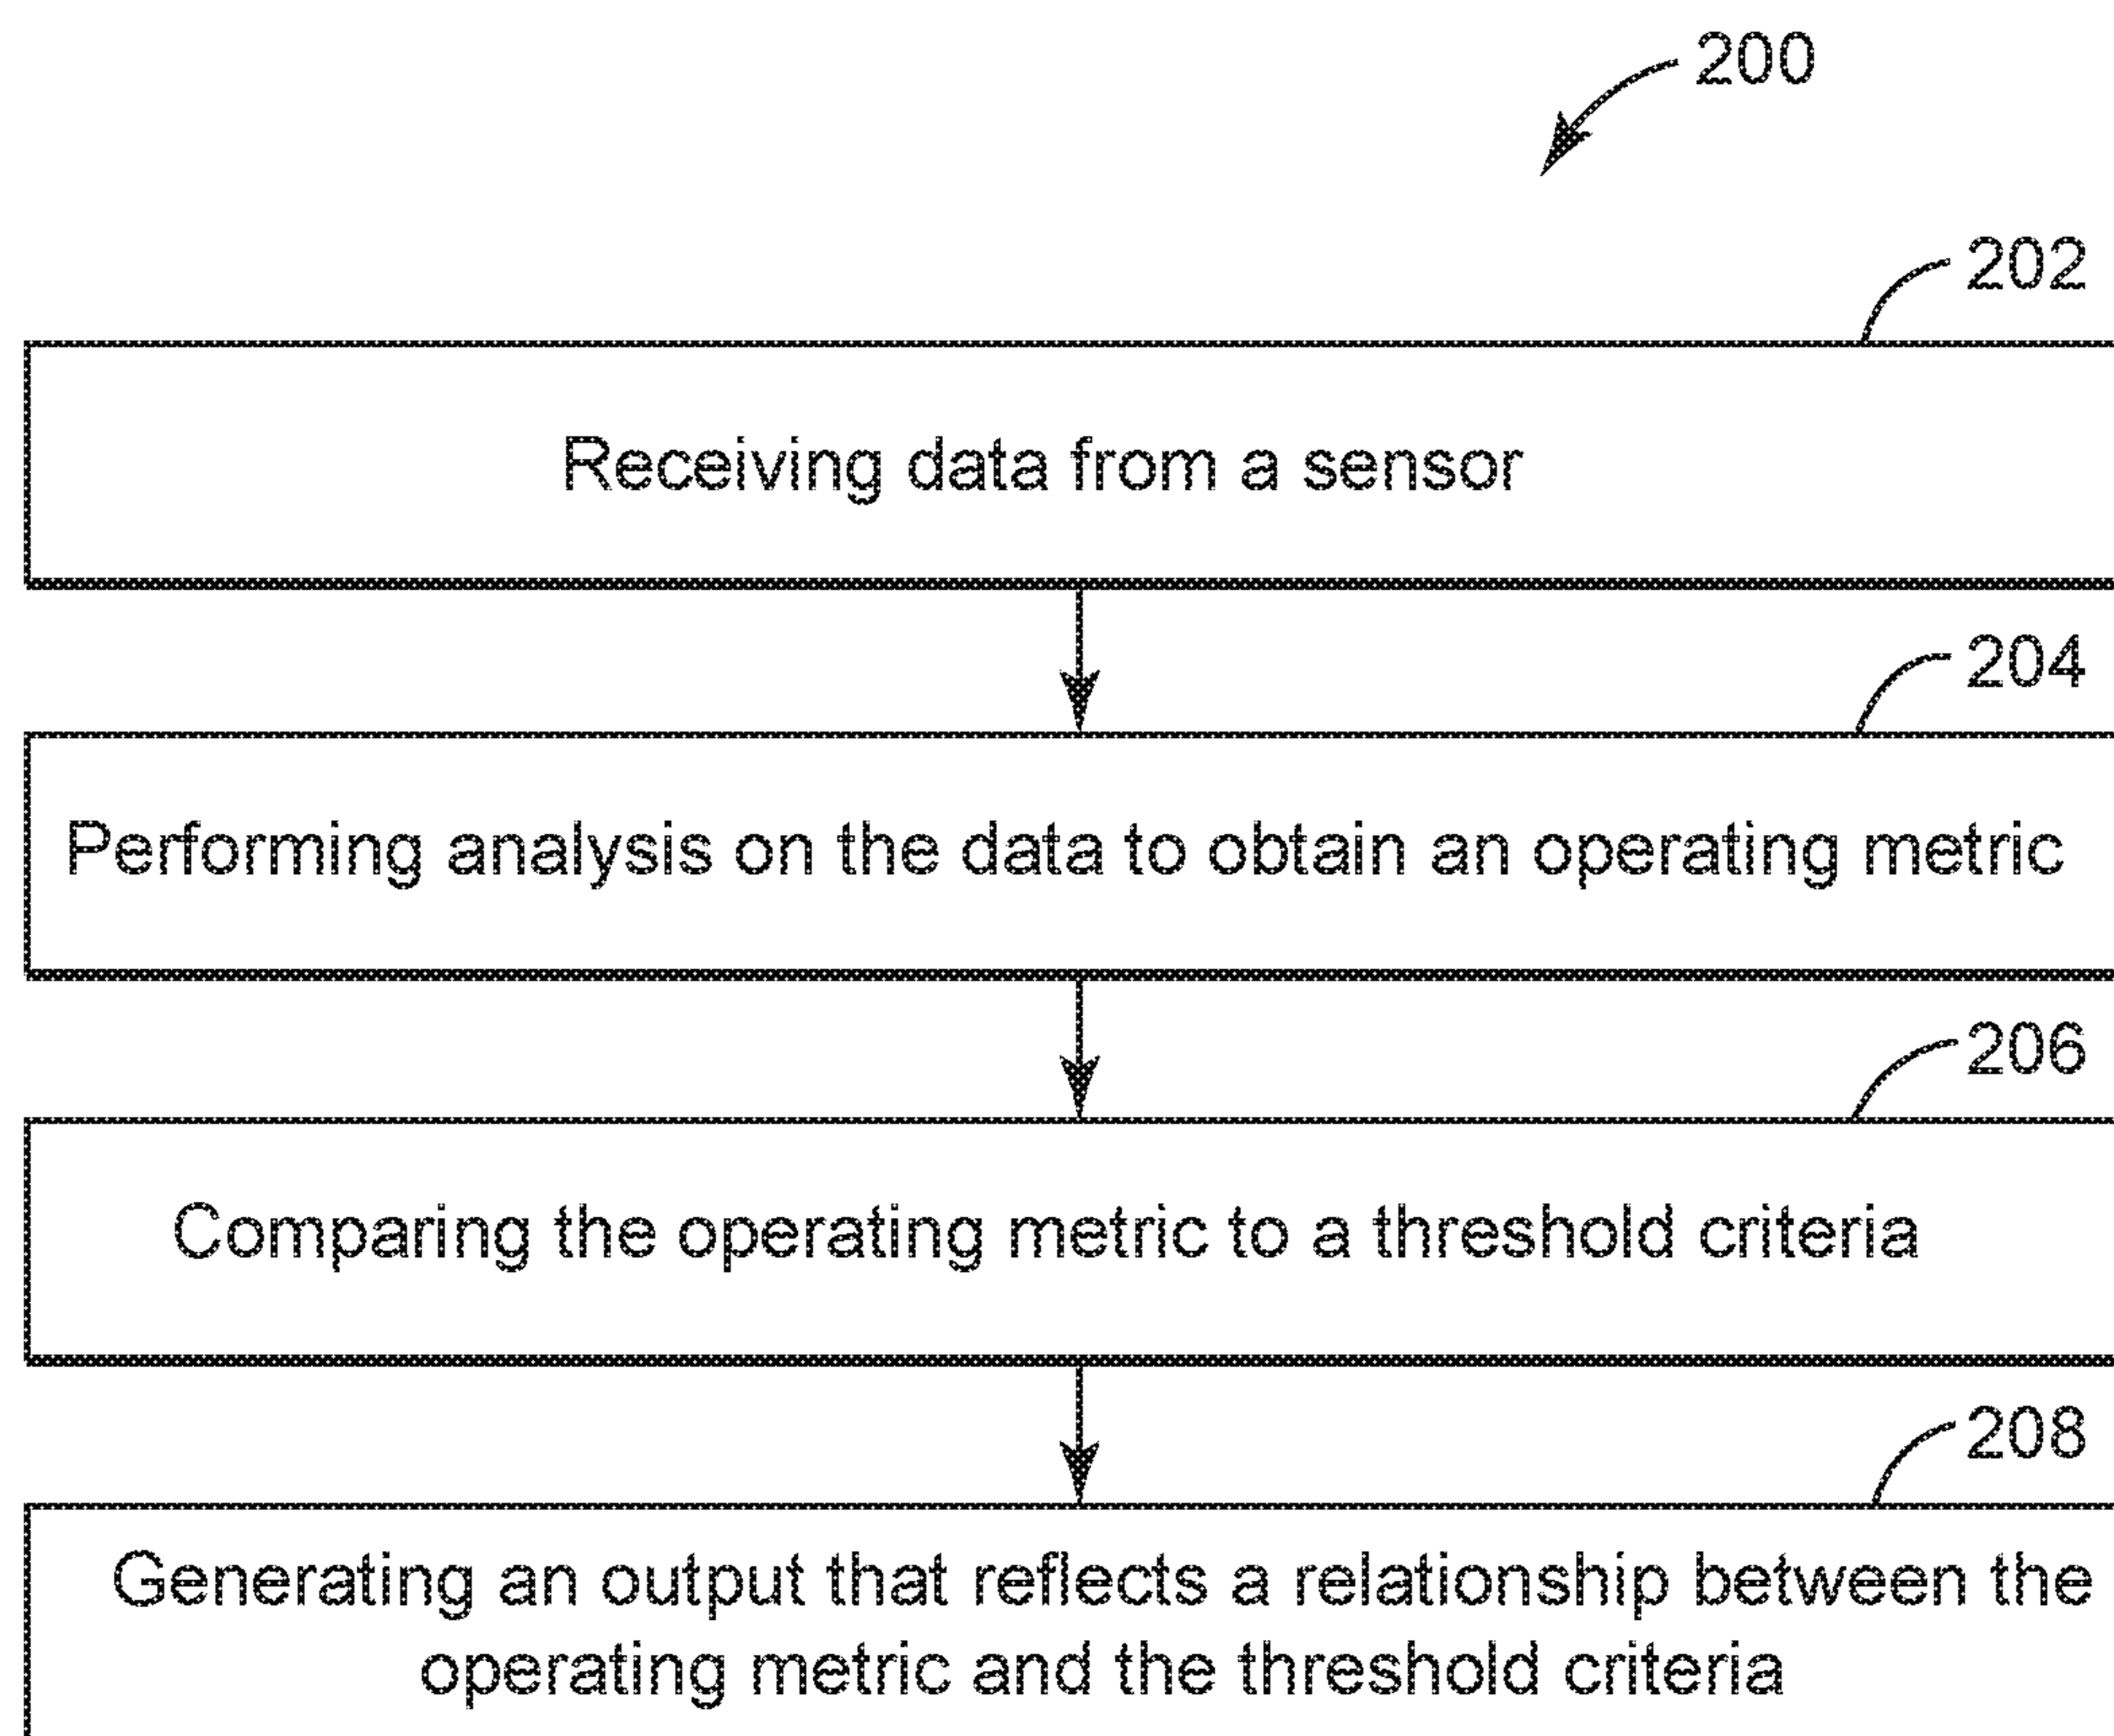 200
202
Receiving data from a sensor
204
Performing analysis on the data to obtain an operating metric
206
Comparing the operating metric to a threshold criteria
208
Generating an output that reflects a relationship between the
operating metric and the threshold criteria